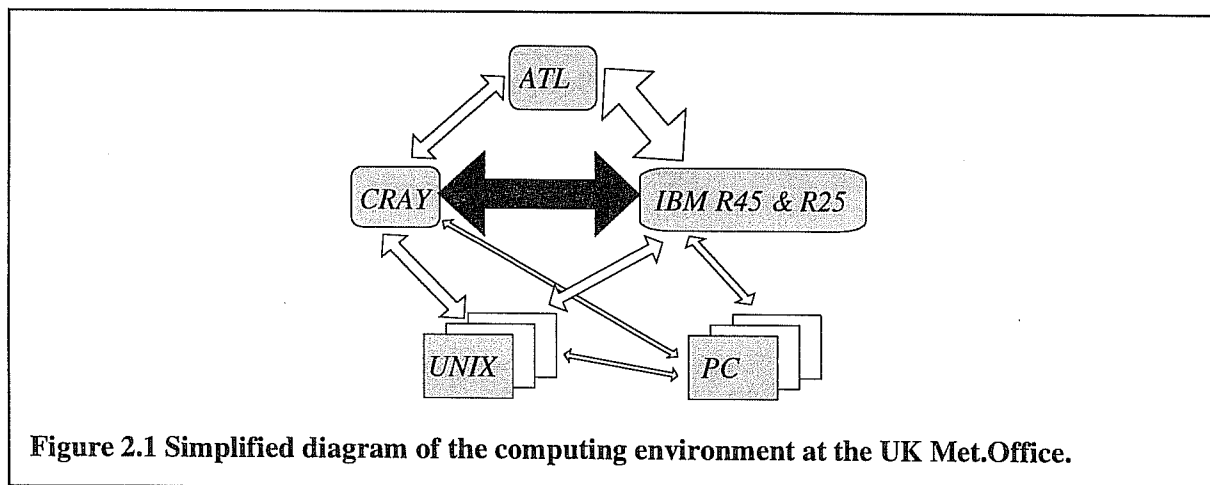 ATL
CRAY
IBM R45 & R25
UNIX
PC
Figure 2.1 Simplified diagram of the computing environment at the UK Met.Office.